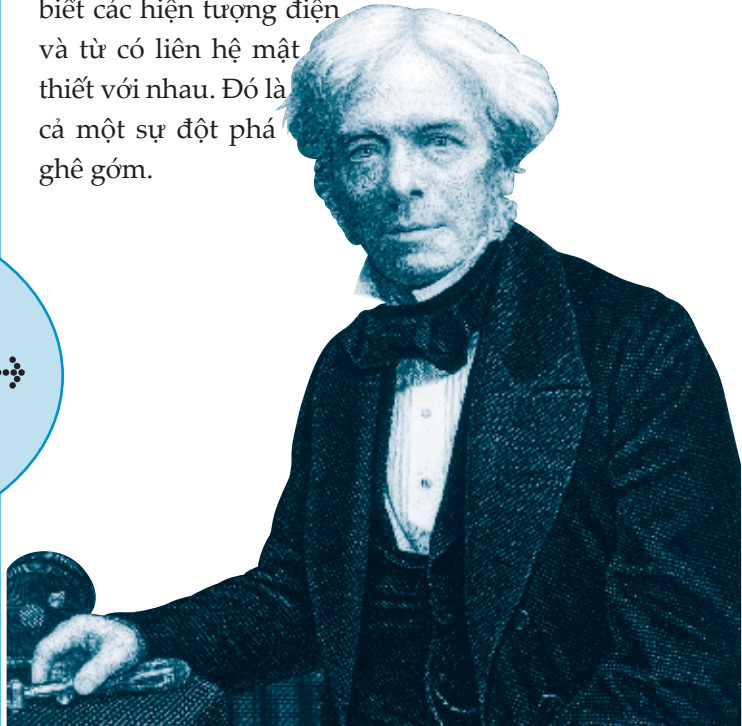 biết các hiện tượng điện
và từ có liên hệ mật
thiết với nhau. Đó là
cả một sự đột phá
ghê gớm.